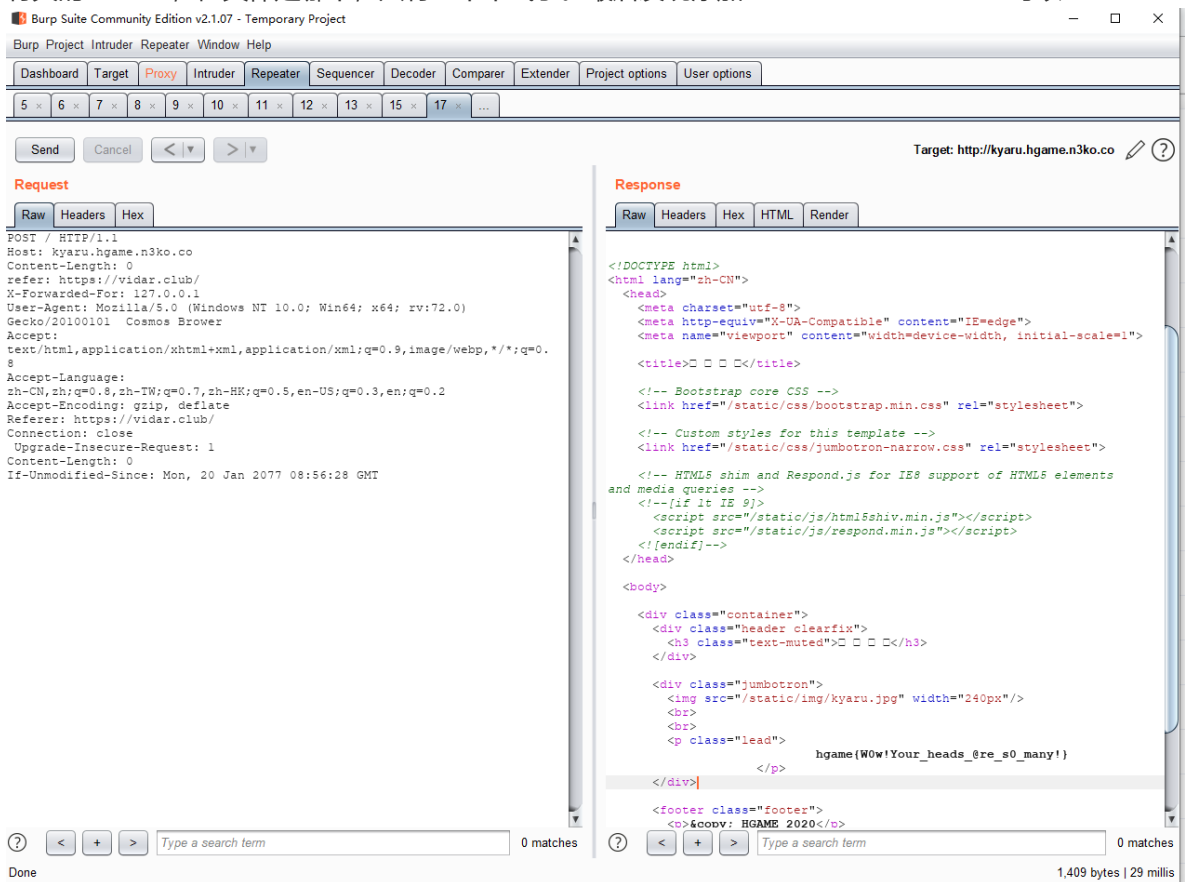 Burp Suite Community Edition v2.1.07 - Temporary Project
Burp Project Intruder Repeater Window Help
Dashboard Target Proxy Intruder Repeater Sequencer Decoder Comparer Extender Project options User options
5 × 6 × 7 × 8 × 9 × 10 × 11 × 12 × 13 × 15 × 17 × ...
Send Cancel < > Target: http://kyaru.hgame.n3ko.co ?
Request
Raw Headers Hex
POST / HTTP/1.1
Host: kyaru.hgame.n3ko.co
Content-Length: 0
refer: https://vidar.club/
X-Forwarded-For: 127.0.0.1
User-Agent: Mozilla/5.0 (Windows NT 10.0; Win64; x64; rv:72.0)
Gecko/20100101  Cosmos Brower
Accept:
text/html,application/xhtml+xml,application/xml;q=0.9,image/webp,*/*;q=0.
8
Accept-Language:
zh-CN,zh;q=0.8,zh-TW;q=0.7,zh-HK;q=0.5,en-US;q=0.3,en;q=0.2
Accept-Encoding: gzip, deflate
Referer: https://vidar.club/
Connection: close
 Upgrade-Insecure-Request: 1
Content-Length: 0
If-Unmodified-Since: Mon, 20 Jan 2077 08:56:28 GMT
? < + > Type a search term 0 matches
Response
Raw Headers Hex HTML Render
<!DOCTYPE html>
<html lang="zh-CN">
<head>
<meta charset="utf-8">
<meta http-equiv="X-UA-Compatible" content="IE=edge">
<meta name="viewport" content="width=device-width, initial-scale=1">
<title>□ □ □ □</title>
<!-- Bootstrap core CSS -->
<link href="/static/css/bootstrap.min.css" rel="stylesheet">
<!-- Custom styles for this template -->
<link href="/static/css/jumbotron-narrow.css" rel="stylesheet">
<!-- HTML5 shim and Respond.js for IE8 support of HTML5 elements
and media queries -->
<!--[if lt IE 9]>
<script src="/static/js/html5shiv.min.js"></script>
<script src="/static/js/respond.min.js"></script>
<![endif]-->
</head>
<body>
<div class="container">
<div class="header clearfix">
<h3 class="text-muted">□ □ □ □</h3>
</div>
<div class="jumbotron">
<img src="/static/img/kyaru.jpg" width="240px"/>
<br>
<br>
<p class="lead">
hgame{W0w!Your_heads_@re_s0_many!}
</p>
</div>
<footer class="footer">
<p>&copy; HGAME 2020</p>
? < + > Type a search term 0 matches
Done 1,409 bytes | 29 millis